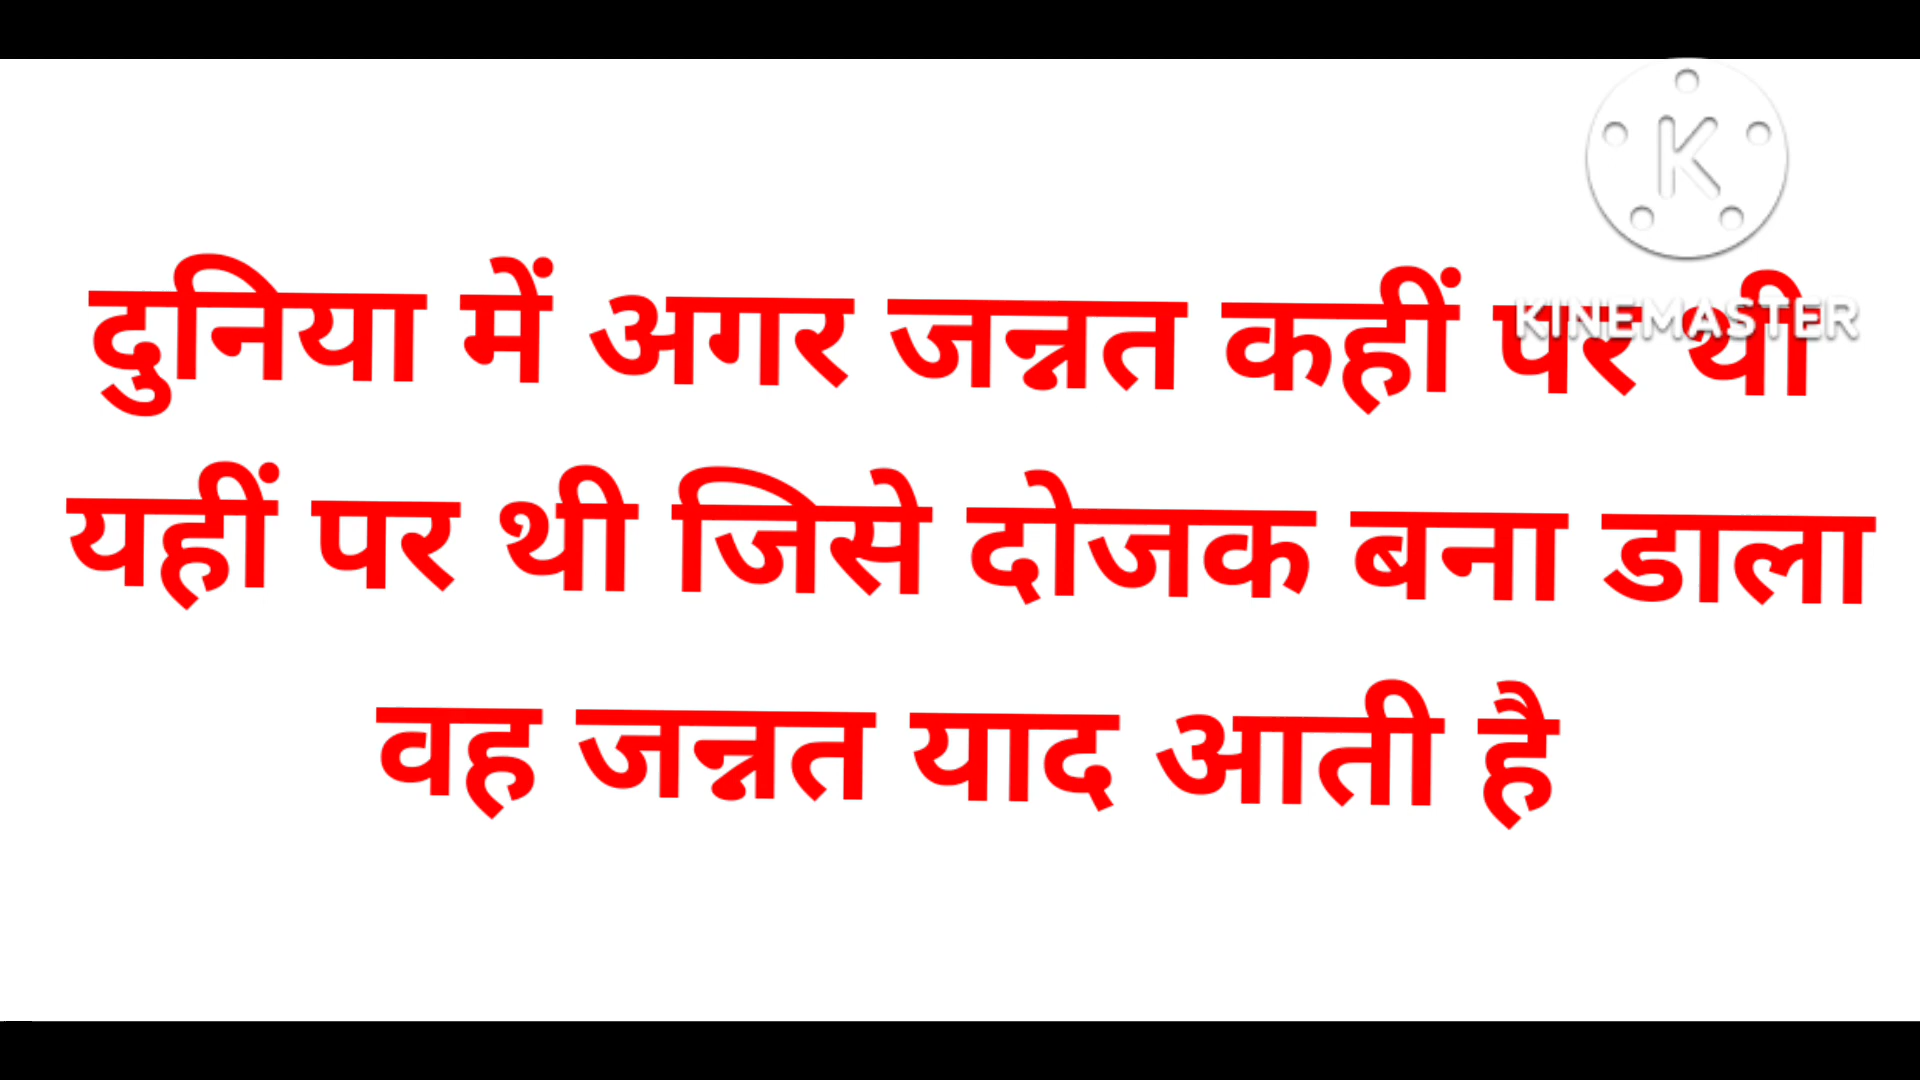 KINEMASTER
दुनिया में अगर जन्नत कहीं पर थी
यहीं पर थी जिसे दोजक बना डाला
वह जन्नत याद आती है